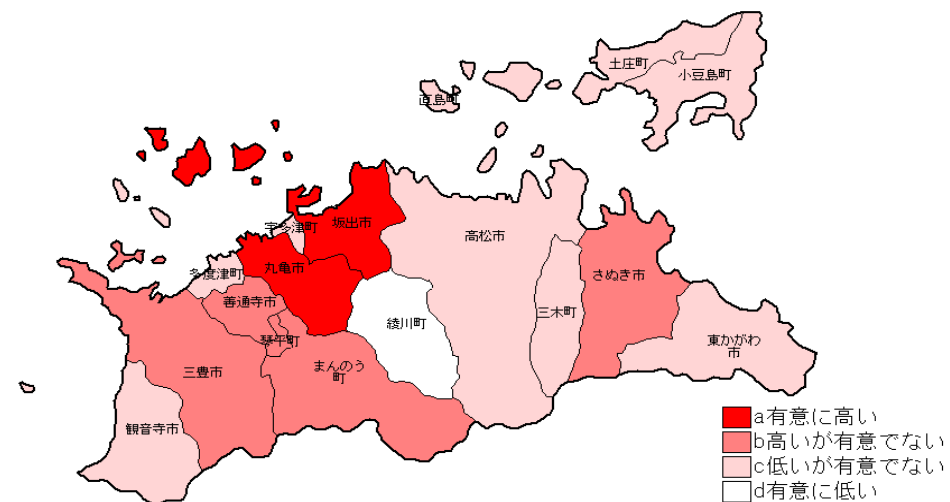 土庄町
小豆島町
直島町
宇多津町
坂出市
高松市
丸亀市
多度津町
さぬき市
善通寺市
三木町
綾川町
琴平町
東かがわ
市
まんのう
町
三豊市
観音寺市
a有意に高い
b高いが有意でない
c低いが有意でない
d有意に低い